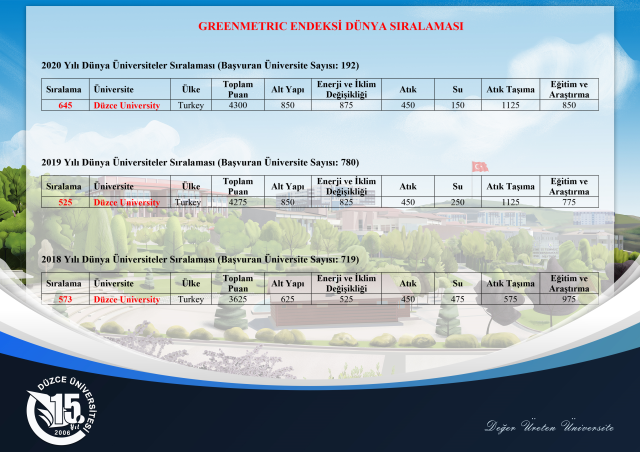 GREENMETRIC ENDEKSİ DÜNYA SIRALAMASI
2020 Yılı Dünya Üniversiteler Sıralaması (Başvuran Üniversite Sayısı: 192)
Sıralama Üniversite Ülke Toplam Puan Alt Yapı Enerji ve İklim Değişikliği Atık Su Atık Taşıma Eğitim ve Araştırma
645 Düzce University Turkey 4300 850 875 450 150 1125 850
2019 Yılı Dünya Üniversiteler Sıralaması (Başvuran Üniversite Sayısı: 780)
Sıralama Üniversite Ülke Toplam Puan Alt Yapı Enerji ve İklim Değişikliği Atık Su Atık Taşıma Eğitim ve Araştırma
525 Düzce University Turkey 4275 850 825 450 250 1125 775
2018 Yılı Dünya Üniversiteler Sıralaması (Başvuran Üniversite Sayısı: 719)
Sıralama Üniversite Ülke Toplam Puan Alt Yapı Enerji ve İklim Değişikliği Atık Su Atık Taşıma Eğitim ve Araştırma
573 Düzce University Turkey 3625 625 525 450 475 575 975
DÜZCE ÜNİVERSİTESİ
15.
Yıl
2006
Değer Üreten Üniversite